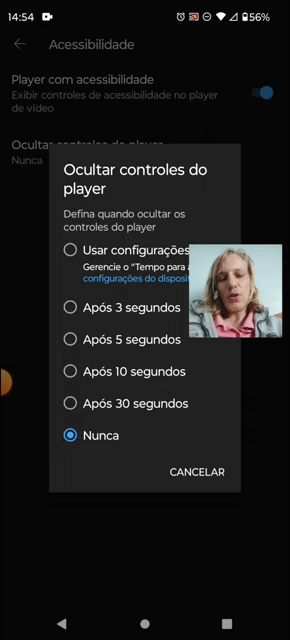 14:54
56%
Acessibilidade
Player com acessibilidade
Exibir controles de acessibilidade no player
de vídeo
Ocultar controles do player
Nunca
Ocultar controles do
player
Defina quando ocultar os
controles do player
Usar configurações
Gerencie o "Tempo para a
configurações do disposit
Após 3 segundos
Após 5 segundos
Após 10 segundos
Após 30 segundos
Nunca
CANCELAR